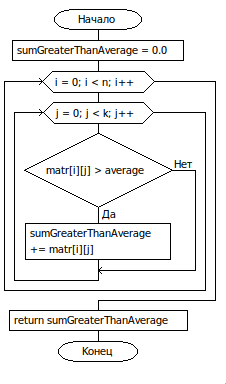 Начало
sumGreaterThanAverage = 0.0
i = 0; i < n; i++
j = 0; j < k; j++
matr[i][j] > average
Нет
Да
sumGreaterThanAverage
+= matr[i][j]
return sumGreaterThanAverage
Конец